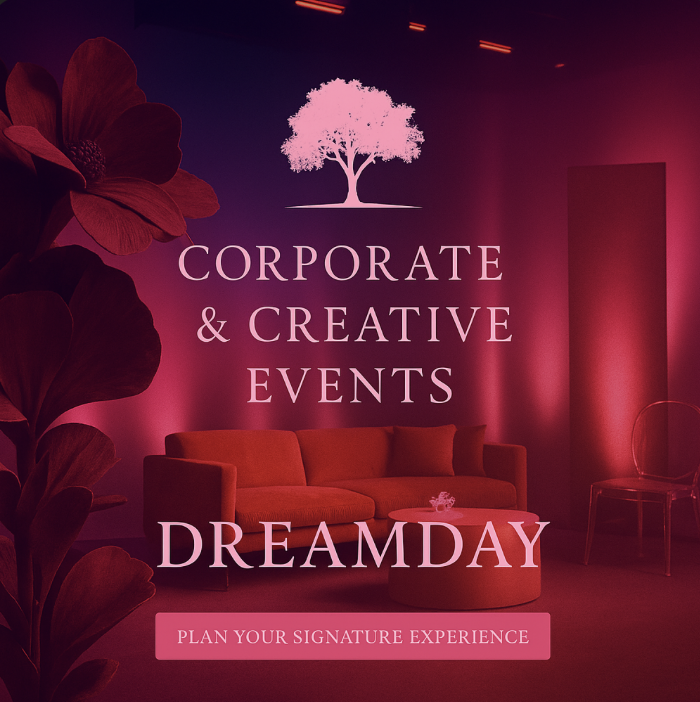 CORPORATE
& CREATIVE
EVENTS
DREAMDAY
PLAN YOUR SIGNATURE EXPERIENCE